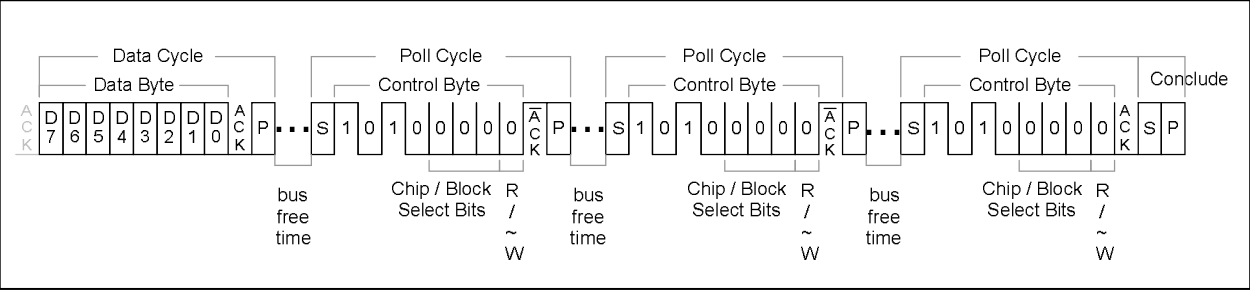 Data Cycle Poll Cycle Poll Cycle Poll Cycle
Data Byte Control Byte Control Byte Control Byte Conclude
ACK D7 D6 D5 D4 D3 D2 D1 D0 ACK P ... S 1 0 1 0 0 0 0 0 A̅CK P ... S 1 0 1 0 0 0 0 0 A̅CK P ... S 1 0 1 0 0 0 0 0 ACK S P
bus free time Chip / Block Select Bits R / ~ W bus free time Chip / Block Select Bits R / ~ W bus free time Chip / Block Select Bits R / ~ W